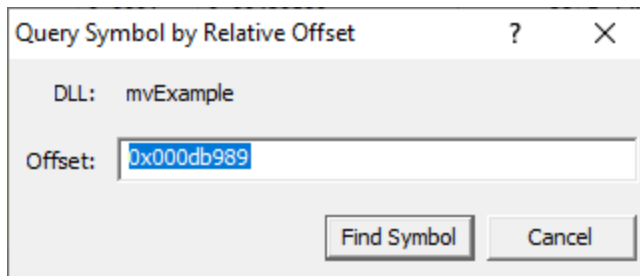 Query Symbol by Relative Offset ?
DLL: mvExample
Offset: 0x000db989
Find Symbol Cancel